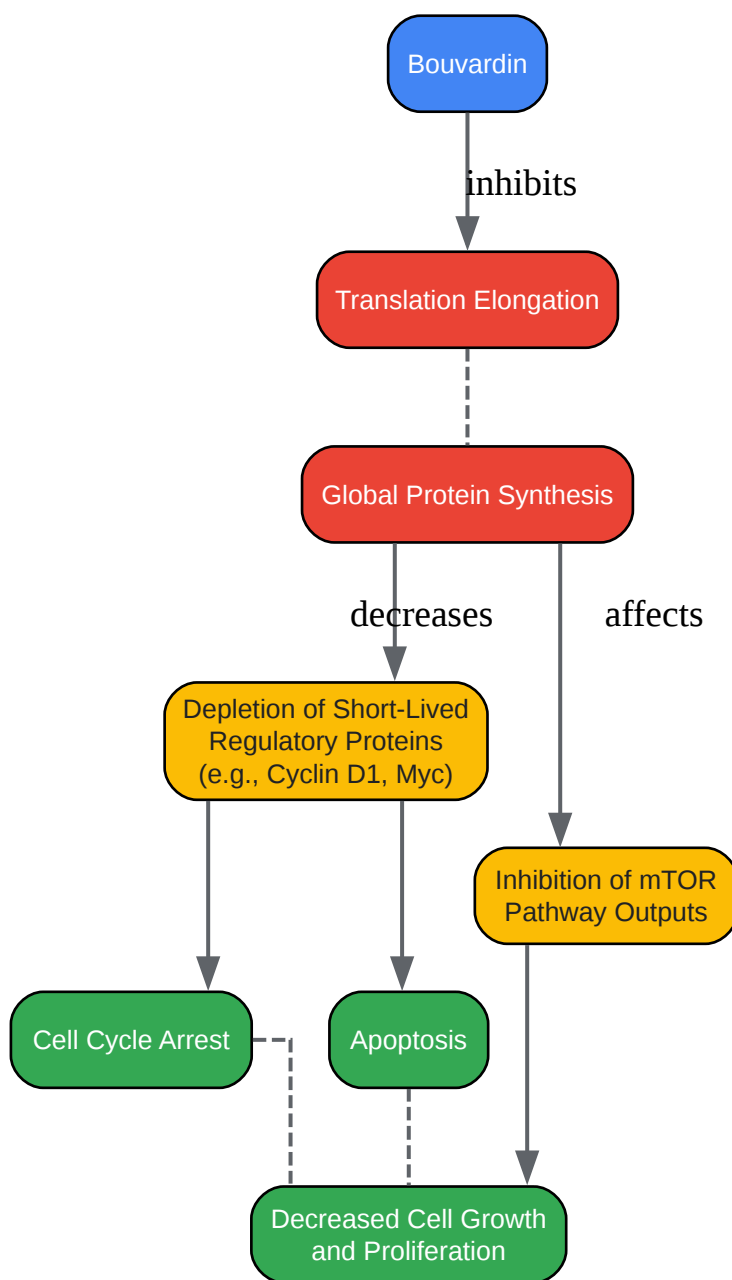 Bouvardin
inhibits
Translation Elongation
Global Protein Synthesis
decreases
affects
Depletion of Short-Lived
Regulatory Proteins
(e.g., Cyclin D1, Myc)
Inhibition of mTOR
Pathway Outputs
Cell Cycle Arrest
Apoptosis
Decreased Cell Growth
and Proliferation